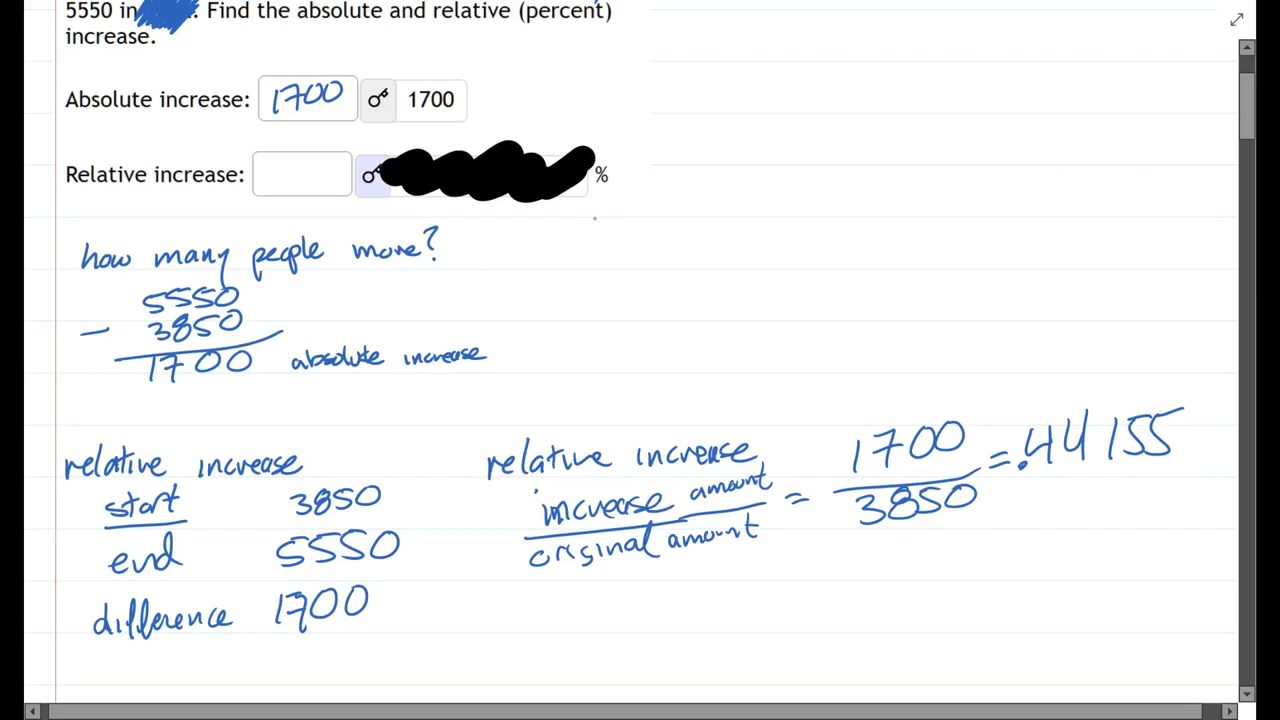 5550 in . Find the absolute and relative (percent)
increase.
Absolute increase: 1700 1700
Relative increase: %
how many people more?
5550
- 3850
1700 absolute increase
relative increase
start 3850
end 5550
difference 1700
relative increase
increase amount
original amount
= 1700
3850
= .44155